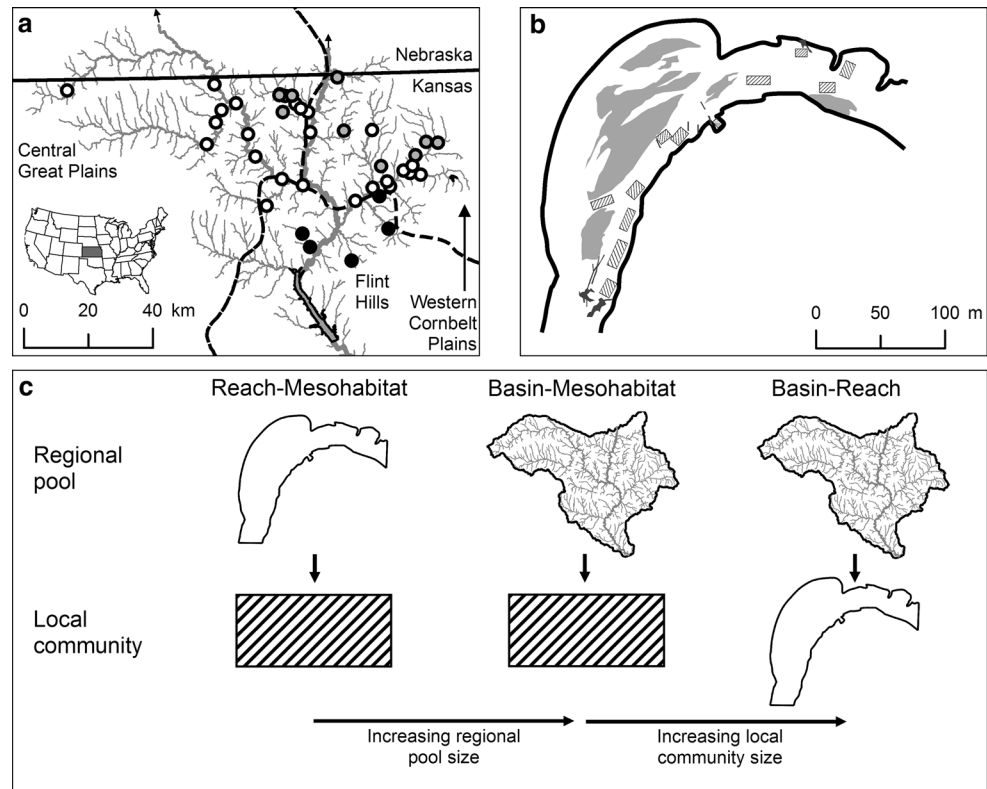 a
Nebraska
Kansas
Central
Great Plains
Flint
Hills
Western
Cornbelt
Plains
0 20 40 km
b
0 50 100 m
c
Reach-Mesohabitat Basin-Mesohabitat Basin-Reach
Regional
pool
Local
community
Increasing regional
pool size
Increasing local
community size